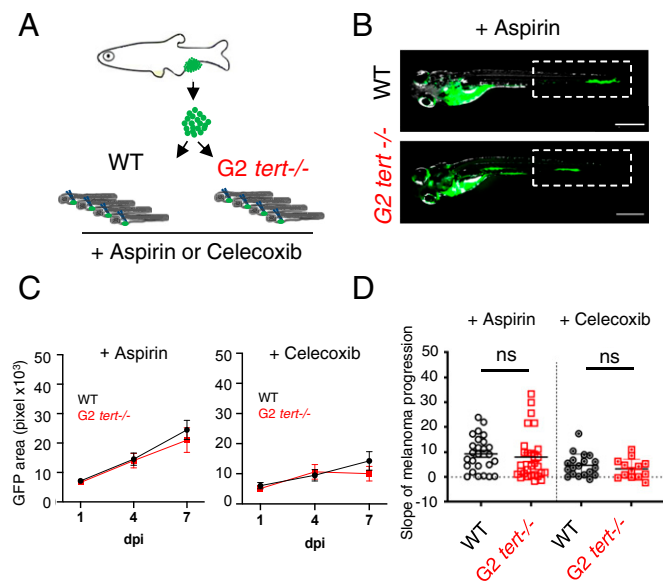 A
WT
G2 tert-/-
+ Aspirin or Celecoxib
B
+ Aspirin
WT
G2 tert -/-
C
+ Aspirin
+ Celecoxib
GFP area (pixel x10³)
50
40
30
20
10
0
WT
G2 tert-/-
1 4 7
dpi
50
40
30
20
10
0
WT
G2 tert-/-
1 4 7
dpi
D
+ Aspirin + Celecoxib
ns ns
Slope of melanoma progression
50
40
30
20
10
0
-10
WT
G2 tert-/-
WT
G2 tert-/-